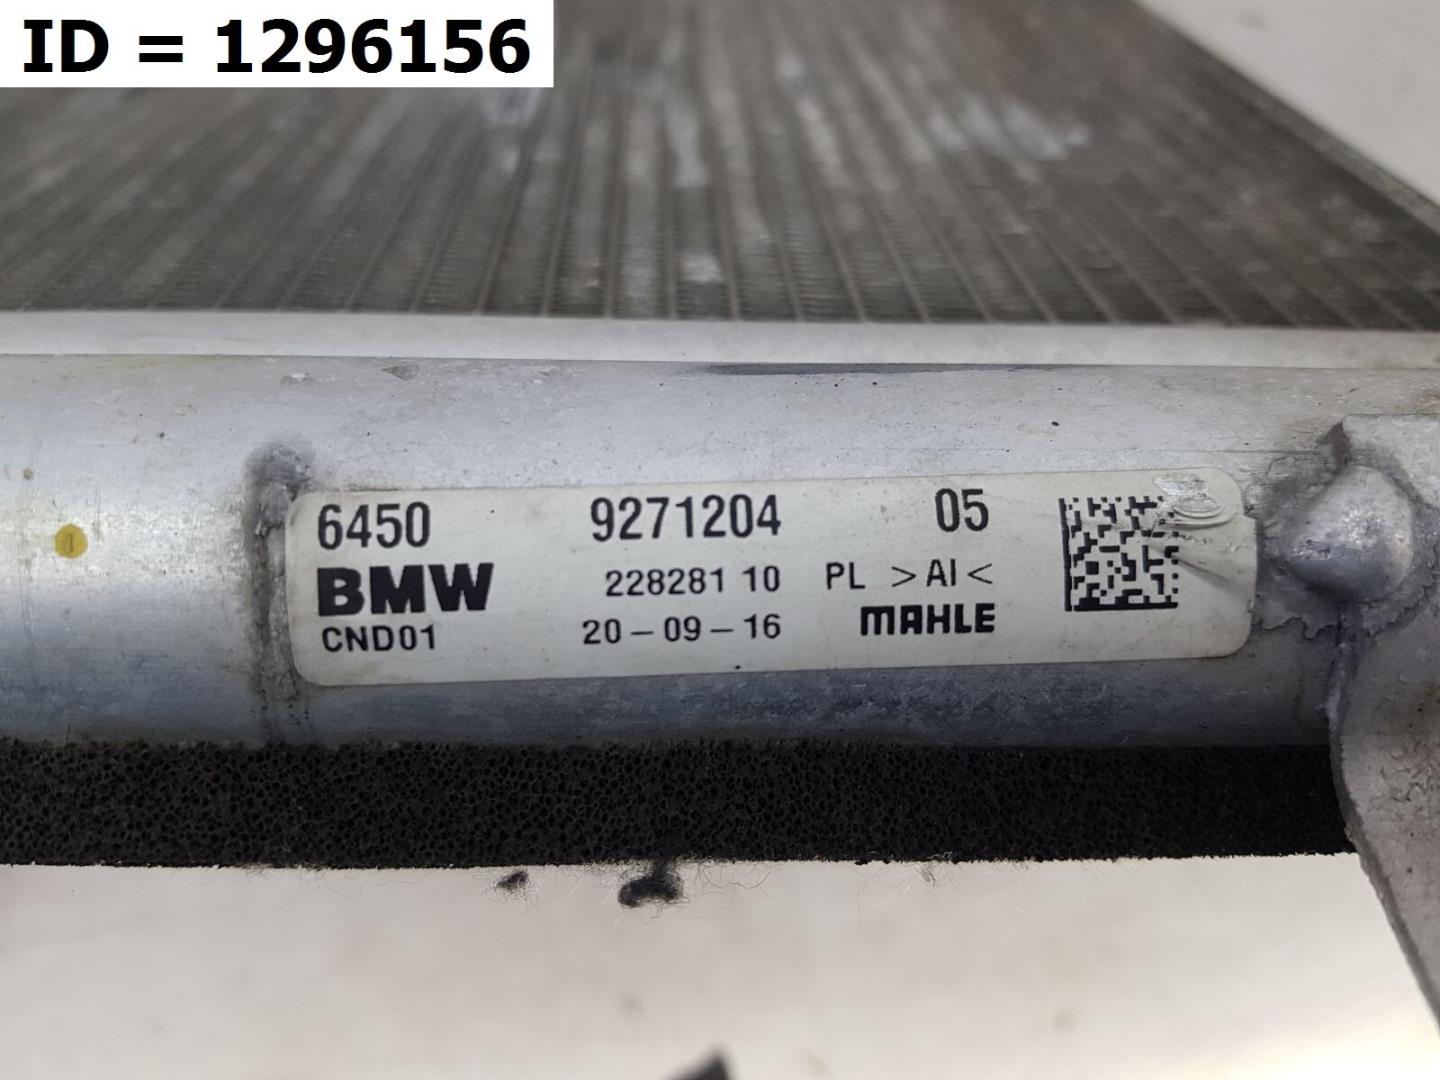 ID = 1296156
6450 9271204 05
BMW 228281 10 PL >Al<
CND01 20-09-16 MAHLE